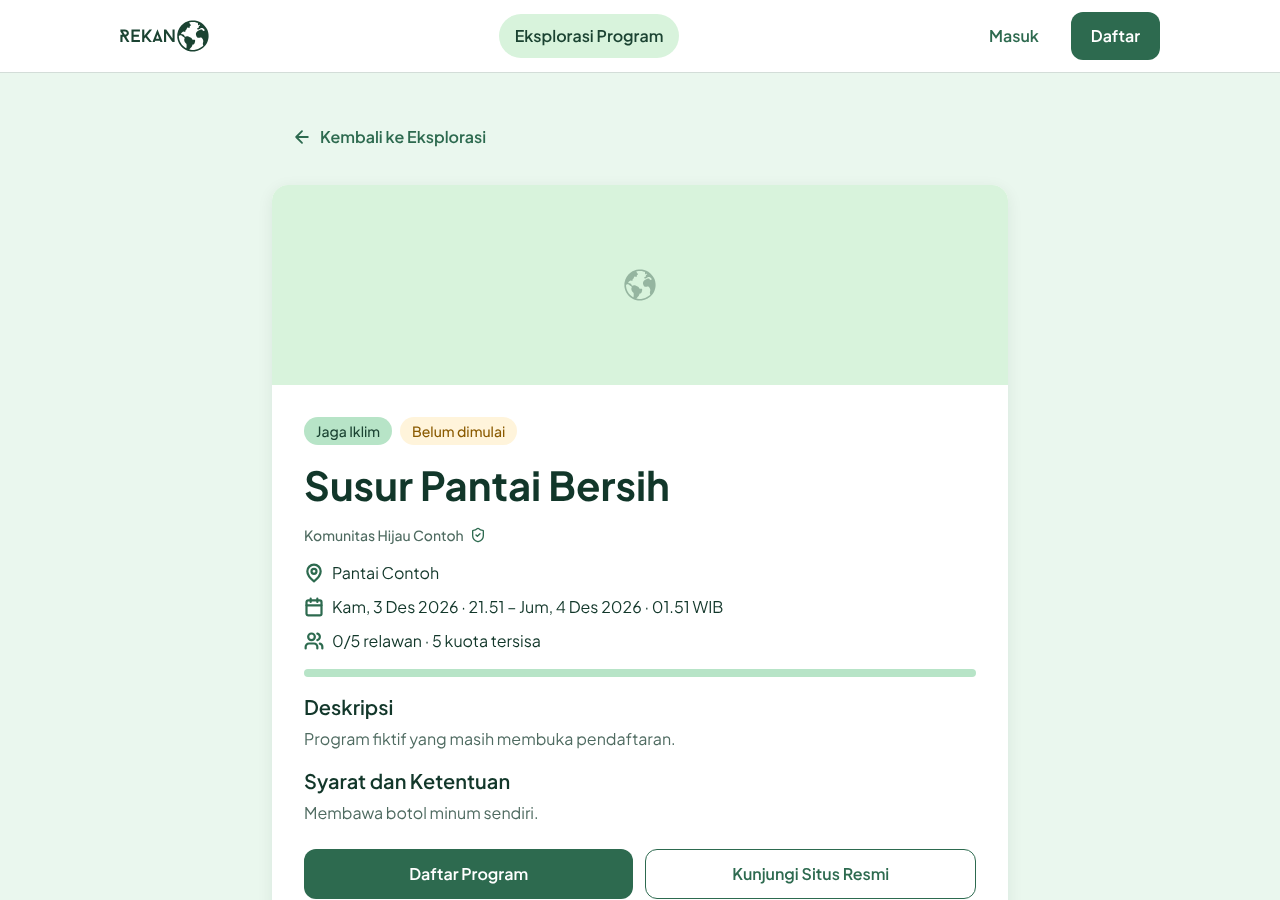 REKAN
Eksplorasi Program
Masuk
Daftar
Kembali ke Eksplorasi
Jaga Iklim
Belum dimulai
Susur Pantai Bersih
Komunitas Hijau Contoh
Pantai Contoh
Kam, 3 Des 2026 · 21.51 – Jum, 4 Des 2026 · 01.51 WIB
0/5 relawan · 5 kuota tersisa
Deskripsi
Program fiktif yang masih membuka pendaftaran.
Syarat dan Ketentuan
Membawa botol minum sendiri.
Daftar Program
Kunjungi Situs Resmi